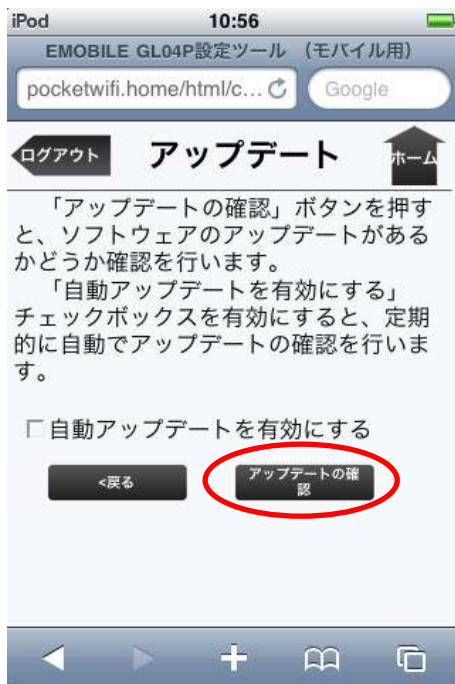 iPod 10:56
EMOBILE GL04P設定ツール （モバイル用）
pocketwifi.home/html/c... Google
ログアウト アップデート ホーム
「アップデートの確認」ボタンを押す
と、ソフトウェアのアップデートがある
かどうか確認を行います。
「自動アップデートを有効にする」
チェックボックスを有効にすると、定期
的に自動でアップデートの確認を行いま
す。
自動アップデートを有効にする
<戻る アップデートの確
認